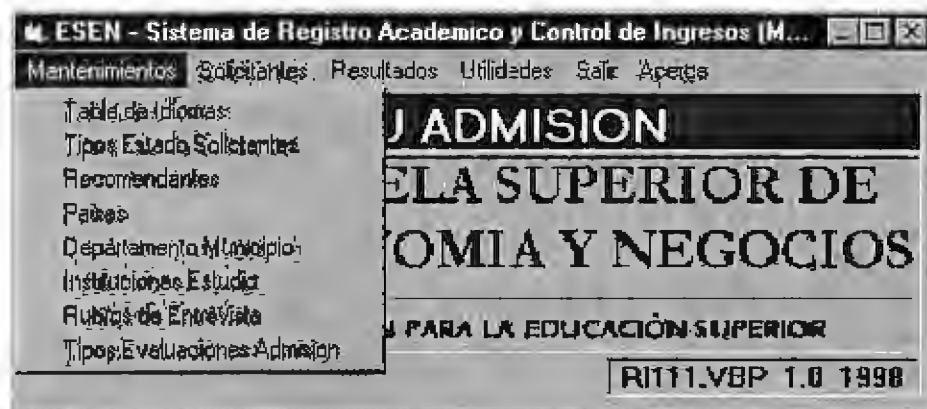 ESEN - Sistema de Registro Academico y Control de Ingresos (M...
Mantenimientos Solicitantes Resultados Utilidades Salir Acerca
Tabla de Idiomas
Tipos Estado Solicitantes
Recomendantes
Paises
Departamento Municipio
Instituciones Estudio
Rubros de Entrevista
Tipos Evaluaciones Admision
U ADMISION
ELA SUPERIOR DE
OMIA Y NEGOCIOS
PARA LA EDUCACIÓN SUPERIOR
RI111.VBP 1.0 1998